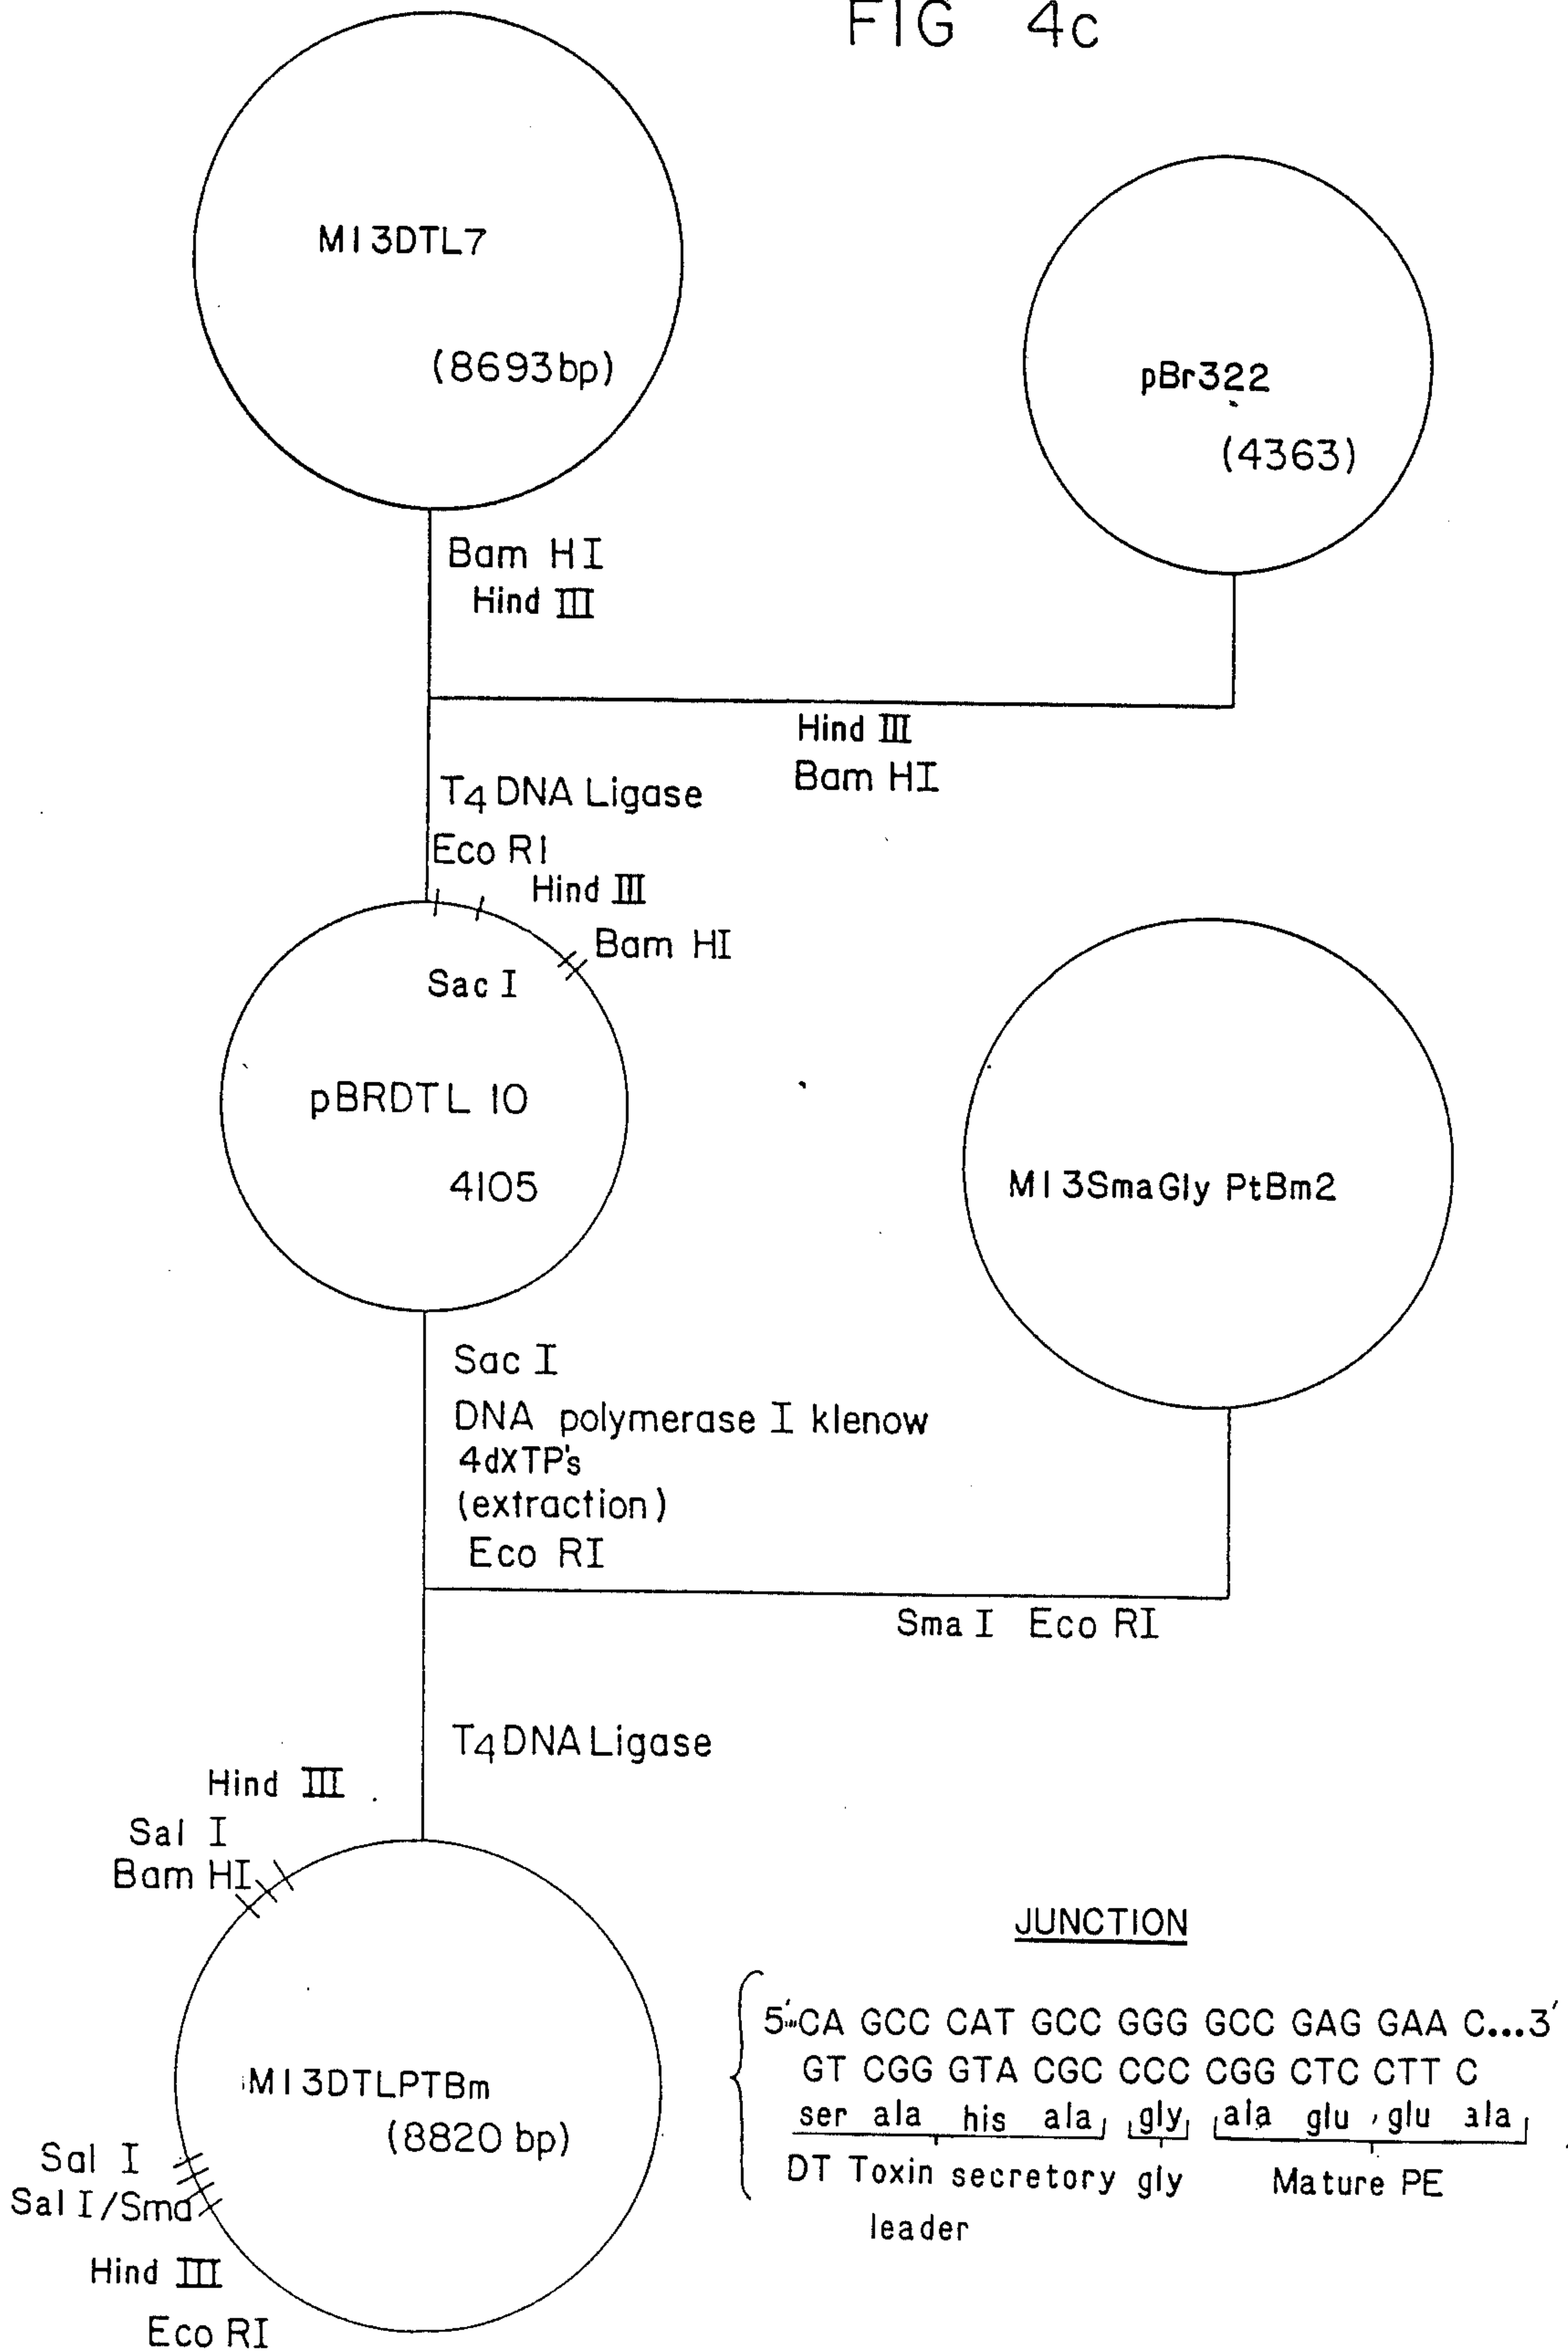 FIG 4c
M13DTL7
(8693bp)
pBr322
(4363)
Bam HI
Hind III
Hind III
Bam HI
T4 DNA Ligase
Eco RI
Hind III
Bam HI
Sac I
pBRDTL 10
4105
M13SmaGly PtBm2
Sac I
DNA polymerase I klenow
4dXTP's
(extraction)
Eco RI
Sma I Eco RI
T4 DNA Ligase
Hind III
Sal I
Bam HI
M13DTLPTBm
(8820 bp)
Sal I
Sal I/Sma
Hind III
Eco RI
JUNCTION
5'...CA GCC CAT GCC GGG GCC GAG GAA C...3'
GT CGG GTA CGC CCC CGG CTC CTT C
ser ala his ala gly ala glu glu ala
DT Toxin secretory gly Mature PE
leader